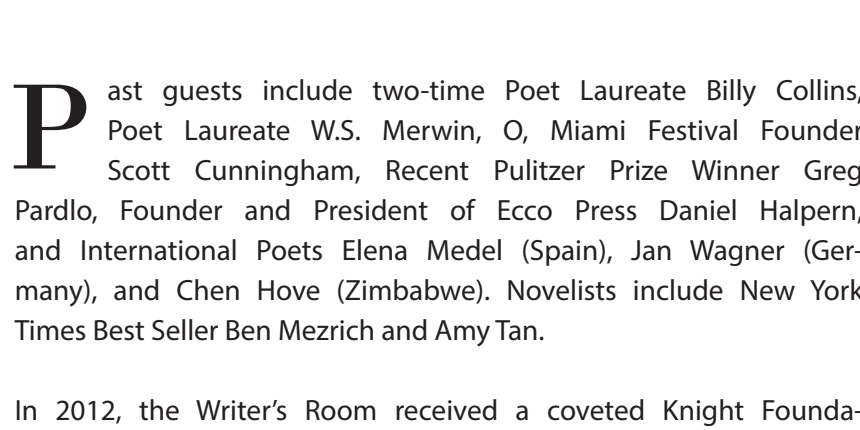 Past guests include two-time Poet Laureate Billy Collins,
Poet Laureate W.S. Merwin, O, Miami Festival Founder
Scott Cunningham, Recent Pulitzer Prize Winner Greg
Pardlo, Founder and President of Ecco Press Daniel Halpern,
and International Poets Elena Medel (Spain), Jan Wagner (Ger-
many), and Chen Hove (Zimbabwe). Novelists include New York
Times Best Seller Ben Mezrich and Amy Tan.
In 2012, the Writer’s Room received a coveted Knight Founda-